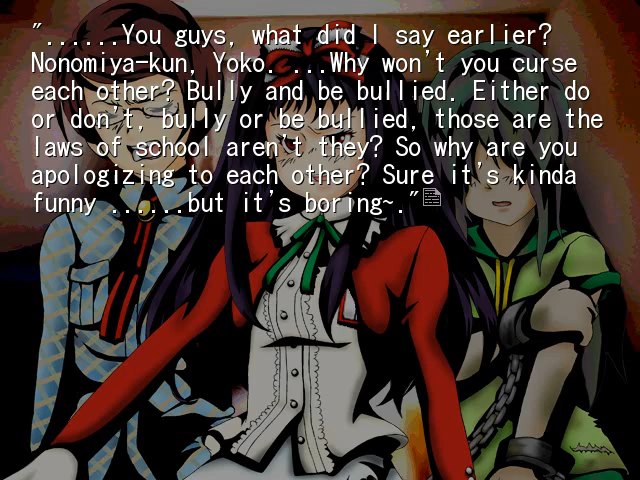 "......You guys, what did I say earlier?
Nonomiya-kun, Yoko. ...Why won't you curse
each other? Bully and be bullied. Either do
or don't, bully or be bullied, those are the
laws of school aren't they? So why are you
apologizing to each other? Sure it's kinda
funny ......but it's boring~."